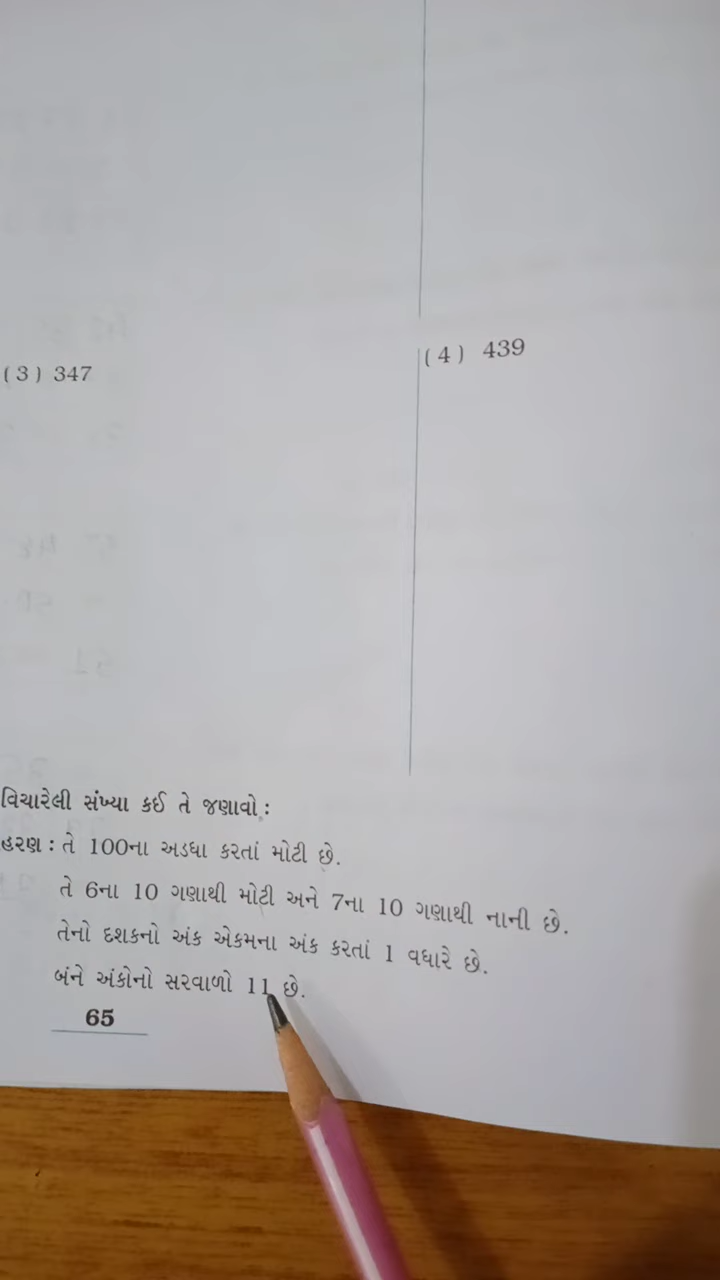 (3) 347
(4) 439
વિચારેલી સંખ્યા કઈ તે જણાવો :
હરણ : તે 100ના અડધા કરતાં મોટી છે.
તે 6ના 10 ગણાથી મોટી અને 7ના 10 ગણાથી નાની છે.
તેનો દશકનો અંક એકમના અંક કરતાં 1 વધારે છે.
બંને અંકોનો સરવાળો 11 છે.
65